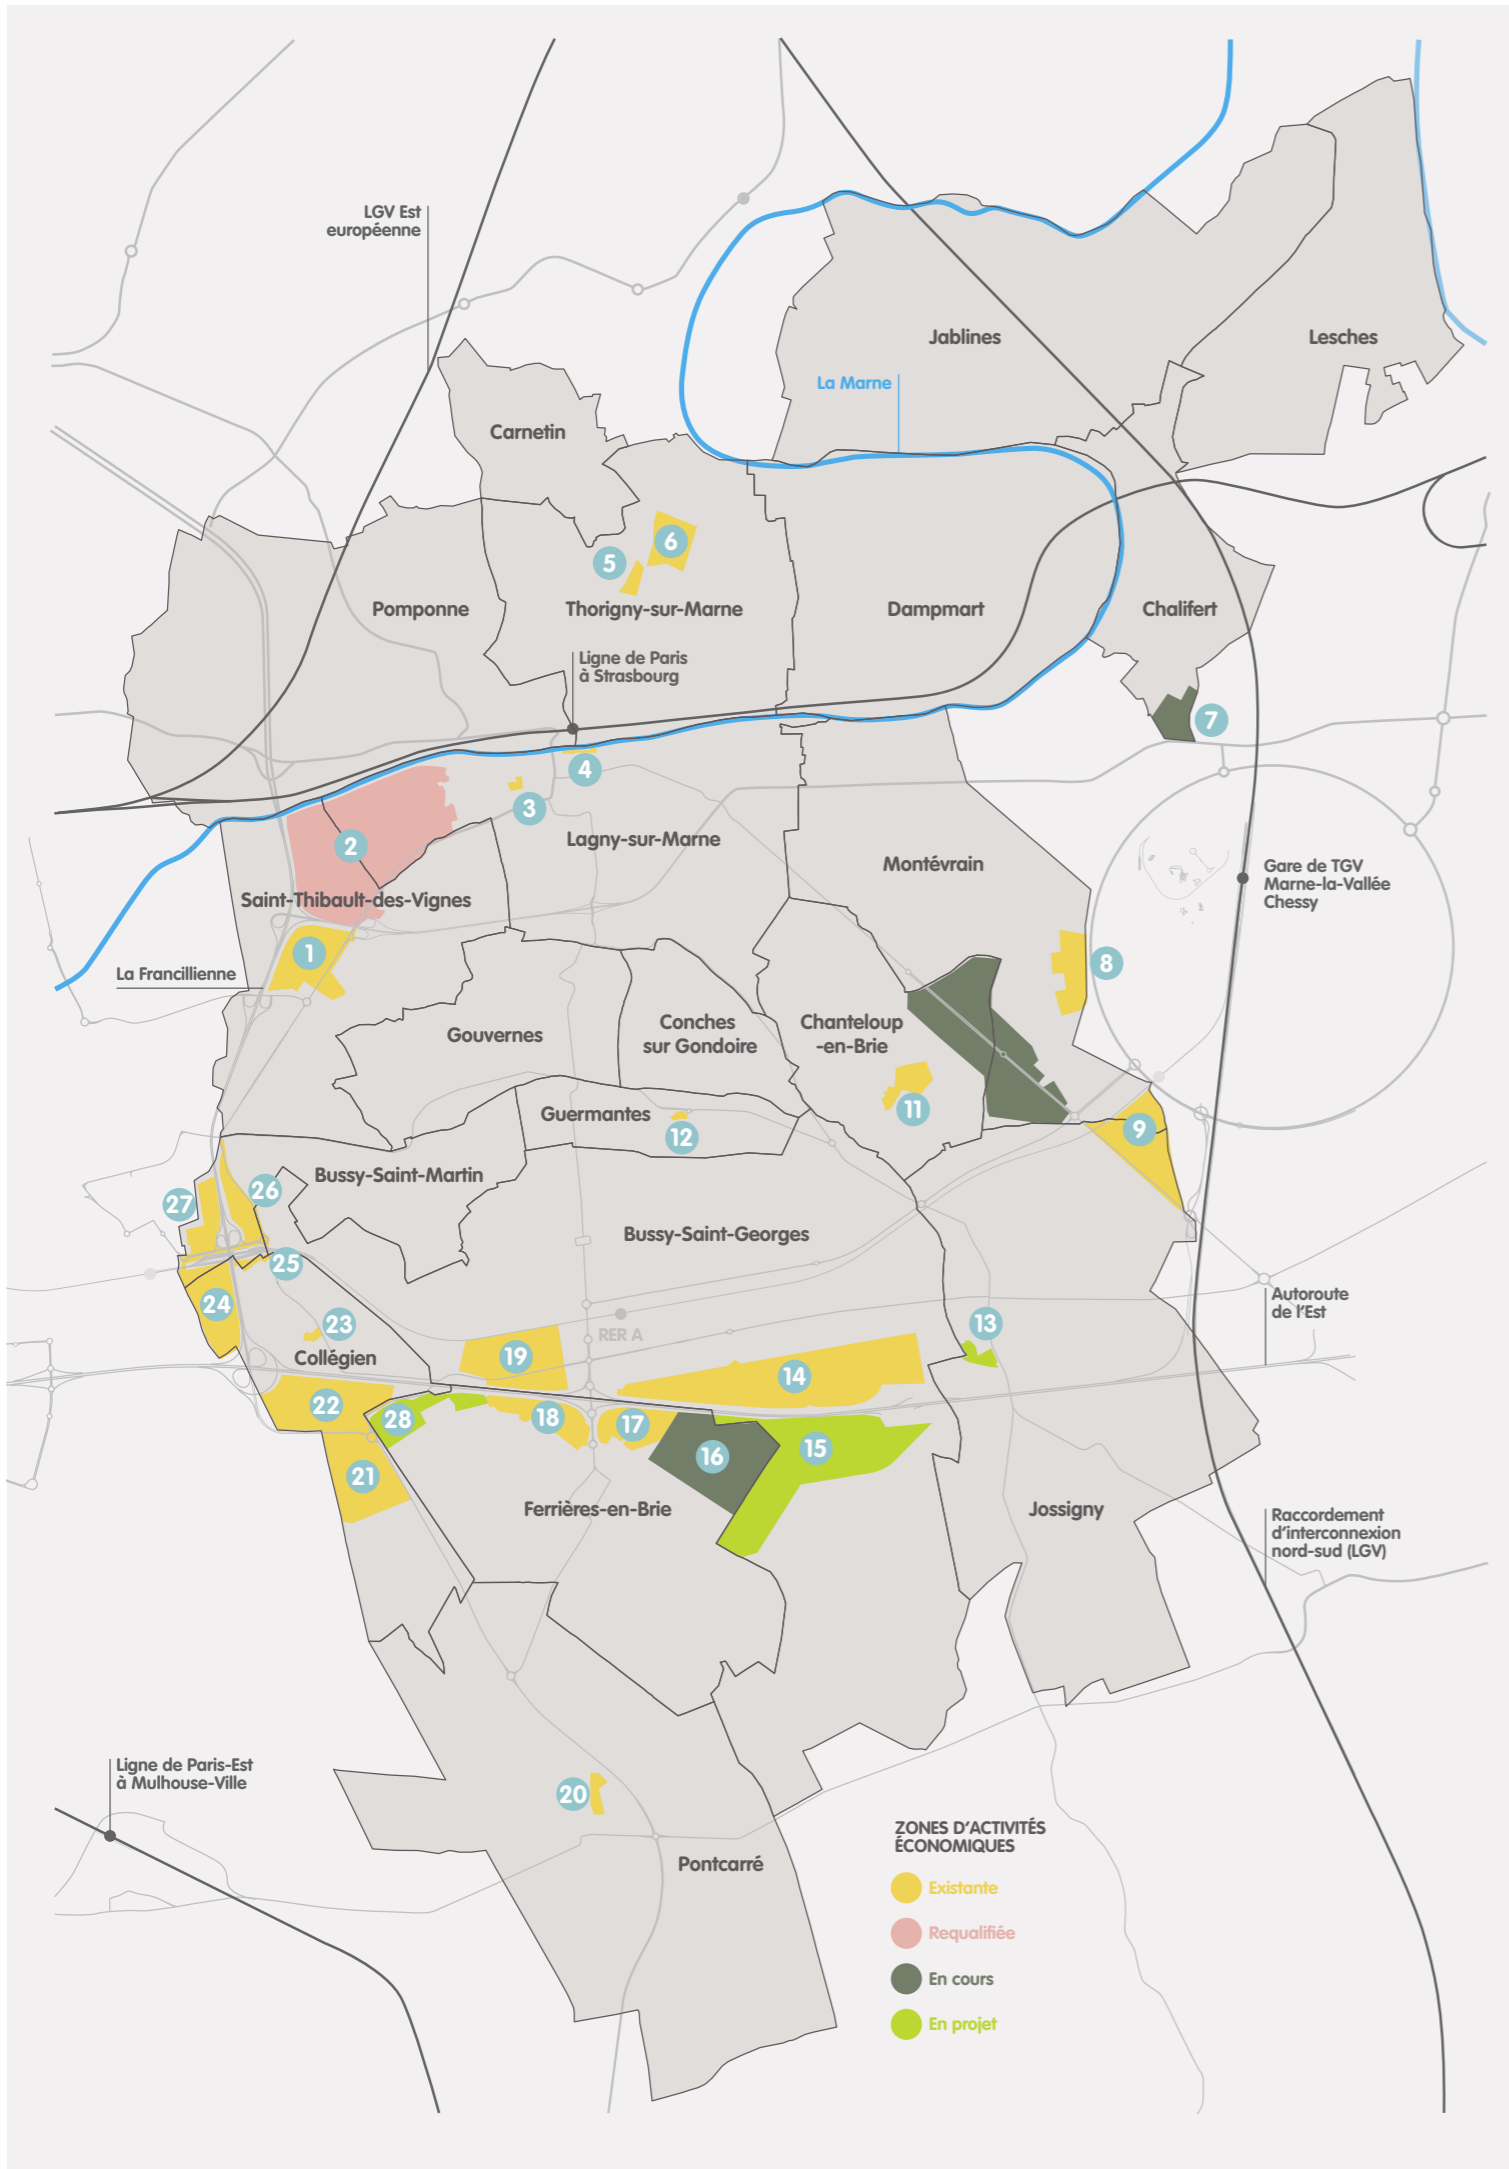 LGV Est
européenne
Jablines
Lesches
La Marne
Carnetin
6
5
Pomponne
Thorigny-sur-Marne
Dampmart
Chalifert
Ligne de Paris
à Strasbourg
7
4
3
2
Lagny-sur-Marne
Montévrain
Gare de TGV
Marne-la-Vallée
Chessy
Saint-Thibault-des-Vignes
1
8
La Francillienne
Gouvernes
Conches
sur Gondoire
Chanteloup
-en-Brie
11
Guermantes
12
9
Bussy-Saint-Martin
26
27
Bussy-Saint-Georges
25
24
23
RER A
13
Autoroute
de l'Est
Collégien
19
14
22
28
18
17
16
15
21
Ferrières-en-Brie
Jossigny
Raccordement
d'interconnexion
nord-sud (LGV)
Ligne de Paris-Est
à Mulhouse-Ville
20
Pontcarré
ZONES D'ACTIVITÉS
ÉCONOMIQUES
Existante
Requalifiée
En cours
En projet